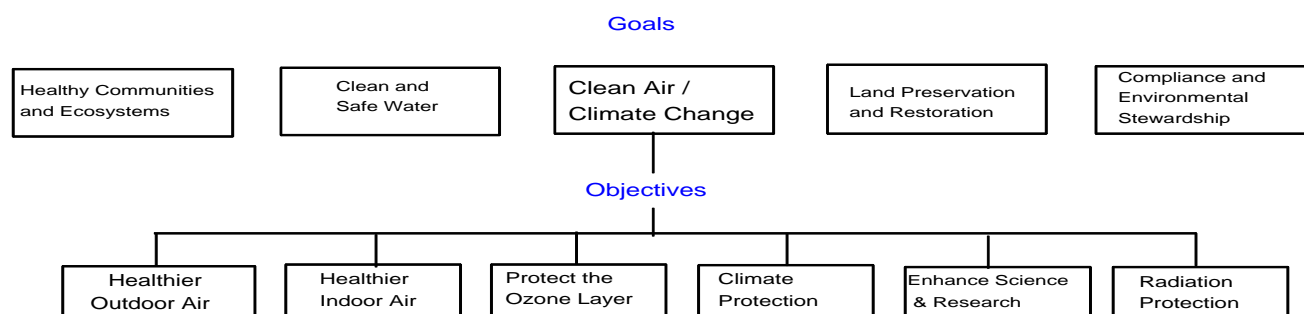 Goals
Healthy Communities
and Ecosystems
Clean and
Safe Water
Clean Air /
Climate Change
Land Preservation
and Restoration
Compliance and
Environmental
Stewardship
Objectives
Healthier
Outdoor Air
Healthier
Indoor Air
Protect the
Ozone Layer
Climate
Protection
Enhance Science
& Research
Radiation
Protection